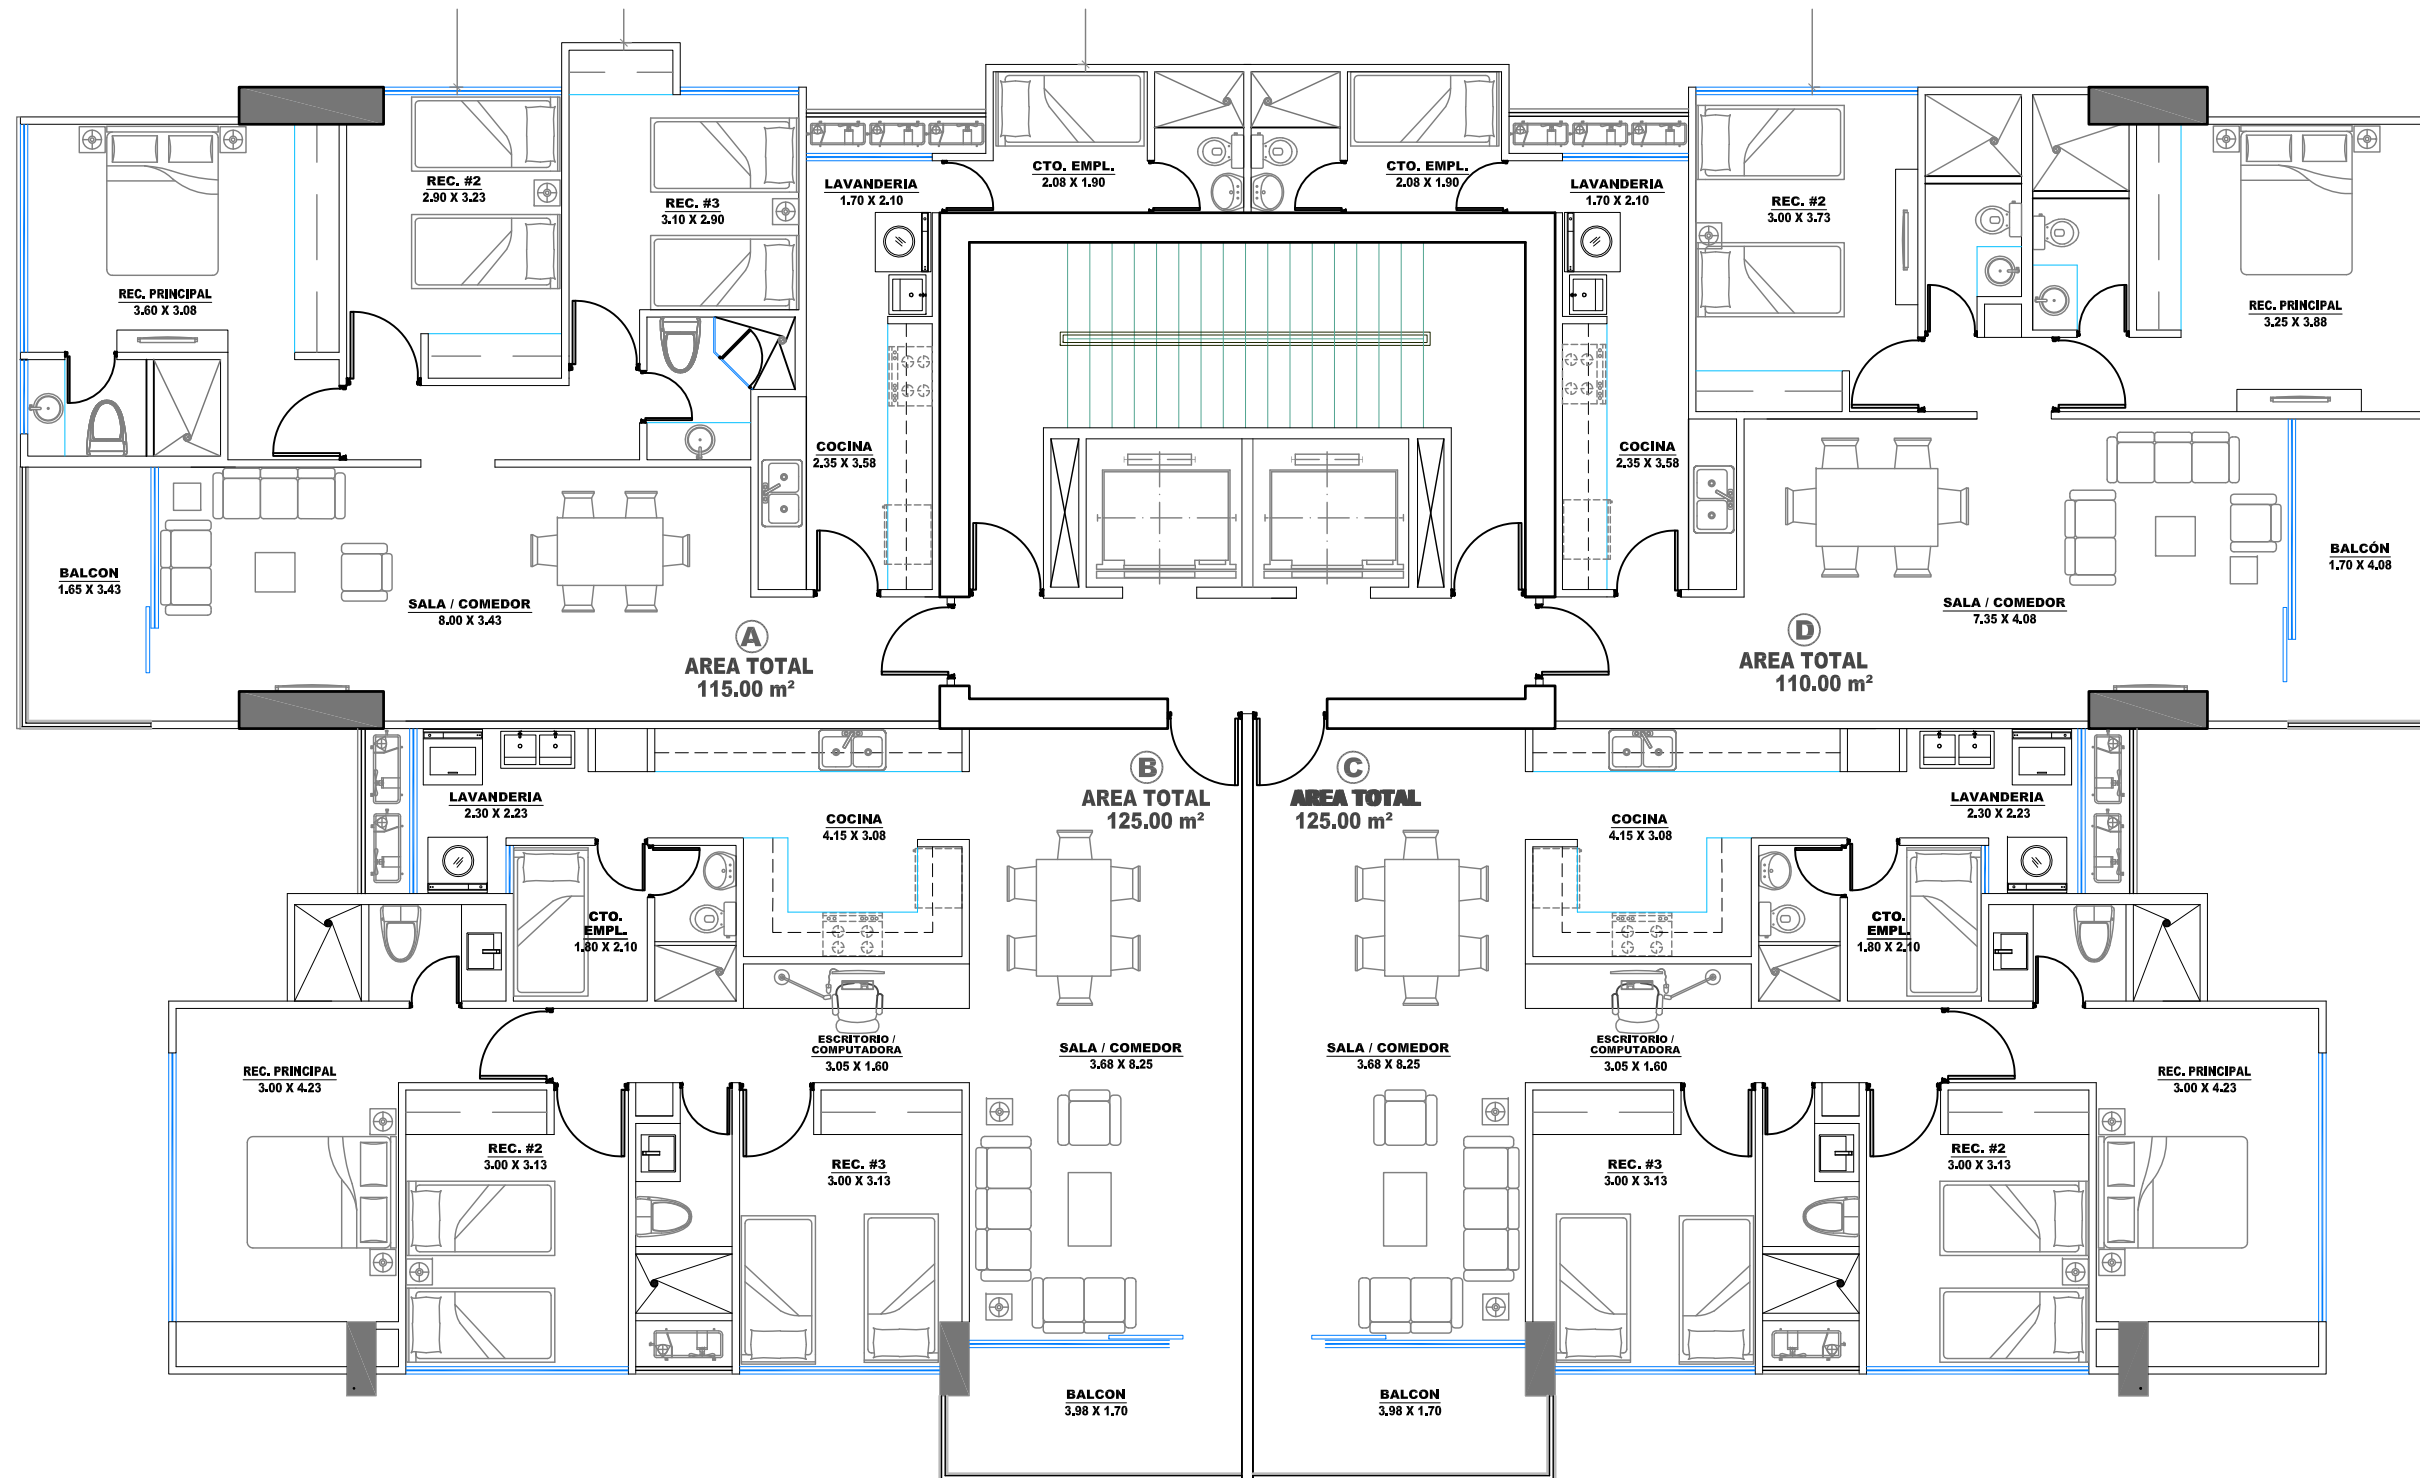 CTO. EMPL.
2.08 X 1.90
CTO. EMPL.
2.08 X 1.90
REC. #2
2.90 X 3.23
LAVANDERIA
1.70 X 2.10
LAVANDERIA
1.70 X 2.10
REC. #3
3.10 X 2.90
REC. #2
3.00 X 3.73
REC. PRINCIPAL
3.60 X 3.08
REC. PRINCIPAL
3.25 X 3.88
COCINA
2.35 X 3.58
COCINA
2.35 X 3.58
BALCON
1.65 X 3.43
BALCÓN
1.70 X 4.08
SALA / COMEDOR
8.00 X 3.43
SALA / COMEDOR
7.35 X 4.08
A
AREA TOTAL
115.00 m²
D
AREA TOTAL
110.00 m²
B
AREA TOTAL
125.00 m²
C
AREA TOTAL
125.00 m²
LAVANDERIA
2.30 X 2.23
COCINA
4.15 X 3.08
COCINA
4.15 X 3.08
LAVANDERIA
2.30 X 2.23
CTO.
EMPL.
1.80 X 2.10
CTO.
EMPL.
1.80 X 2.10
ESCRITORIO /
COMPUTADORA
3.05 X 1.60
SALA / COMEDOR
3.68 X 8.25
SALA / COMEDOR
3.68 X 8.25
ESCRITORIO /
COMPUTADORA
3.05 X 1.60
REC. PRINCIPAL
3.00 X 4.23
REC. PRINCIPAL
3.00 X 4.23
REC. #2
3.00 X 3.13
REC. #3
3.00 X 3.13
REC. #3
3.00 X 3.13
REC. #2
3.00 X 3.13
BALCON
3.98 X 1.70
BALCON
3.98 X 1.70